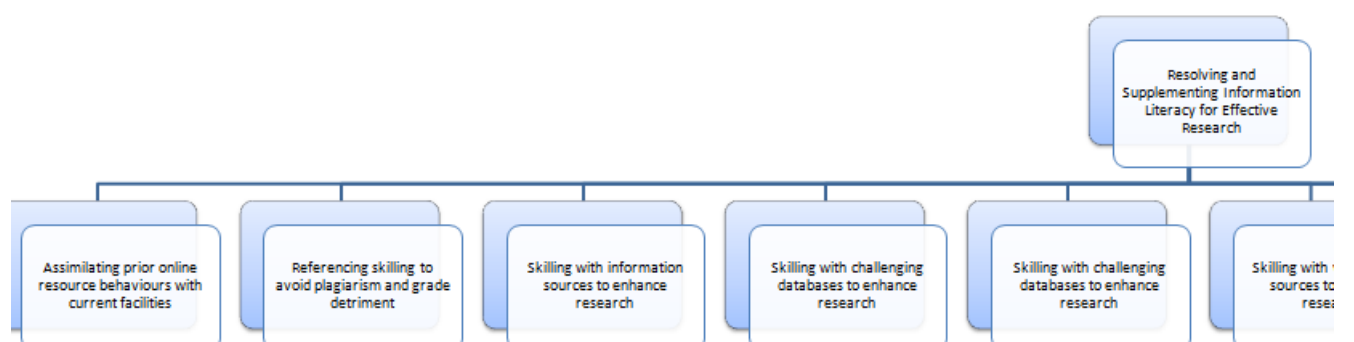 Resolving and
Supplementing Information
Literacy for Effective
Research
Assimilating prior online
resource behaviours with
current facilities
Referencing skilling to
avoid plagiarism and grade
detriment
Skilling with information
sources to enhance
research
Skilling with challenging
databases to enhance
research
Skilling with challenging
databases to enhance
research
Skilling with
sources to